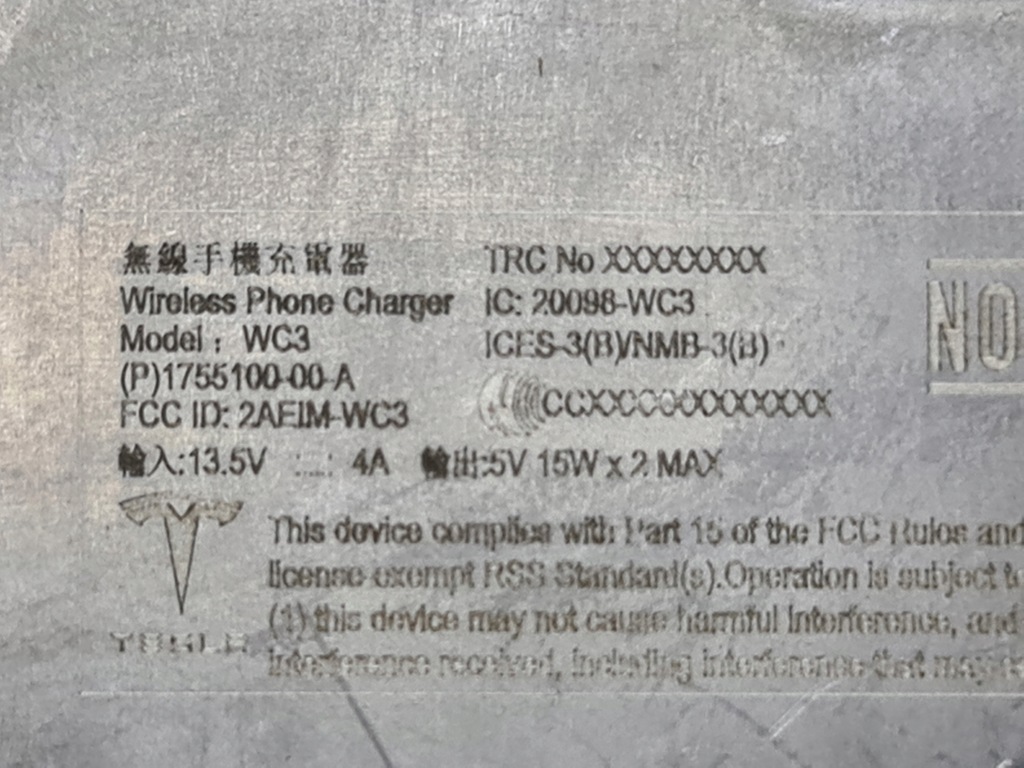 無線手機充電器
Wireless Phone Charger
Model : WC3
(P)1755100-00-A
FCC ID: 2AEIM-WC3
TRC No XXXXXXXX
IC: 20098-WC3
ICES-3(B)/NMB-3(B)
輸入:13.5V ⎓ 4A 輸出:5V 15W x 2 MAX
NO
TESLA
This device complies with Part 15 of the FCC Rules and
license-exempt RSS Standard(s).Operation is subject
(1) this device may not cause harmful interference, and
interference received, including interference that may